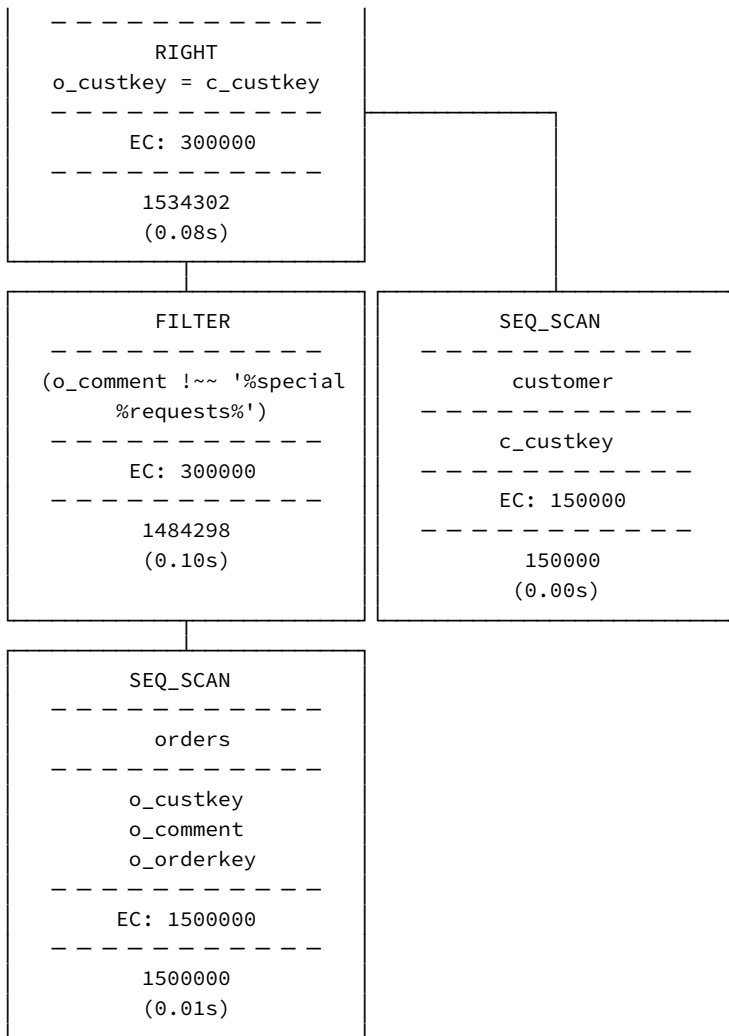 RIGHT
o_custkey = c_custkey
EC: 300000
1534302
(0.08s)
FILTER
(o_comment !~~ '%special
%requests%')
EC: 300000
1484298
(0.10s)
SEQ_SCAN
customer
c_custkey
EC: 150000
150000
(0.00s)
SEQ_SCAN
orders
o_custkey
o_comment
o_orderkey
EC: 1500000
1500000
(0.01s)